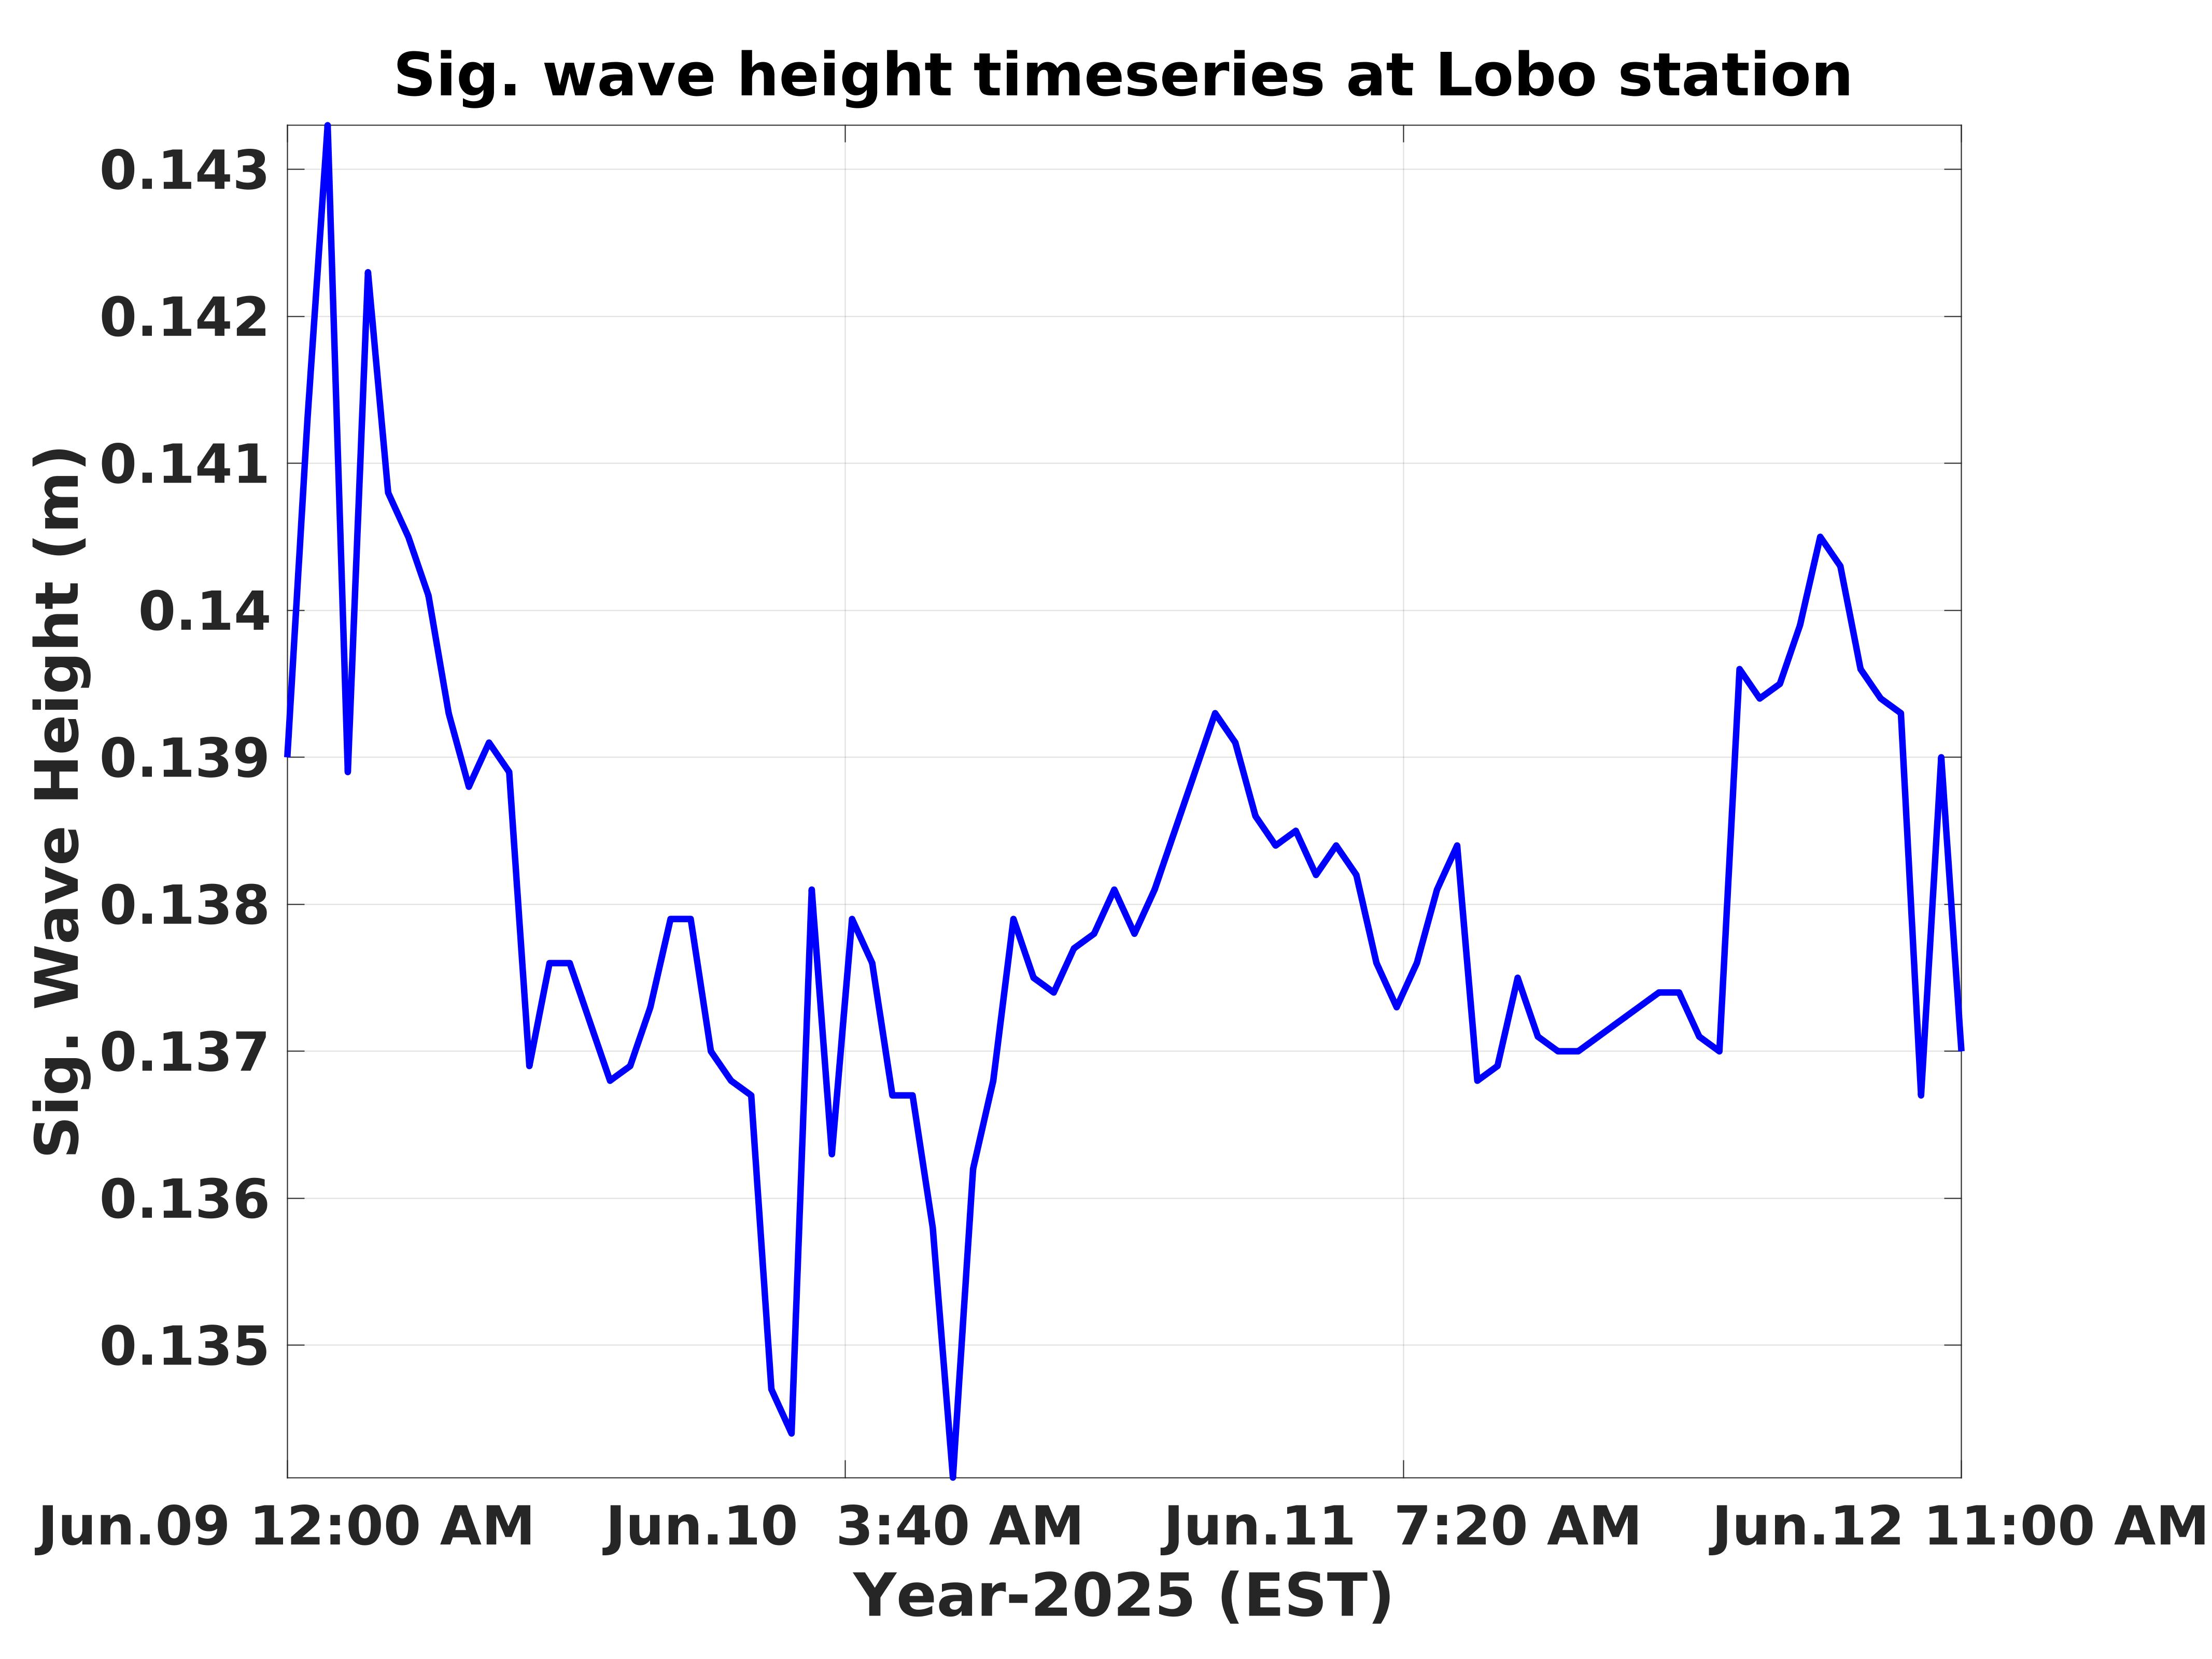 Sig. wave height timeseries at Lobo station
Sig. Wave Height (m)
0.143
0.142
0.141
0.14
0.139
0.138
0.137
0.136
0.135
Jun.09 12:00 AM
Jun.10 3:40 AM
Jun.11 7:20 AM
Jun.12 11:00 AM
Year-2025 (EST)